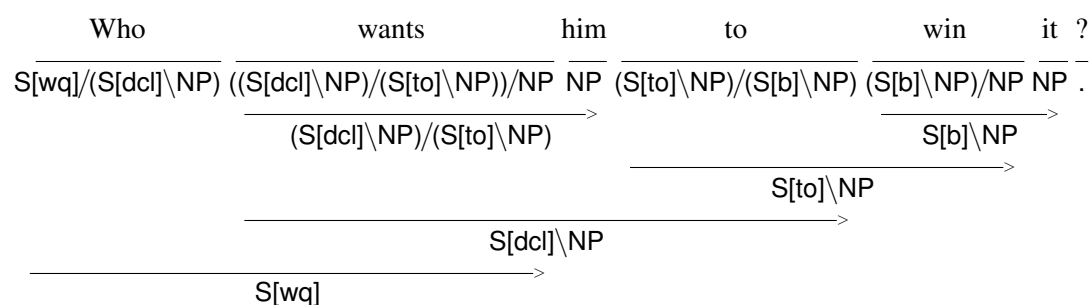 Who wants him to win it ?
S[wq]/(S[dcl]\NP) ((S[dcl]\NP)/(S[to]\NP))/NP NP (S[to]\NP)/(S[b]\NP) (S[b]\NP)/NP NP .
> >
(S[dcl]\NP)/(S[to]\NP) S[b]\NP
>
S[to]\NP
>
S[dcl]\NP
>
S[wq]